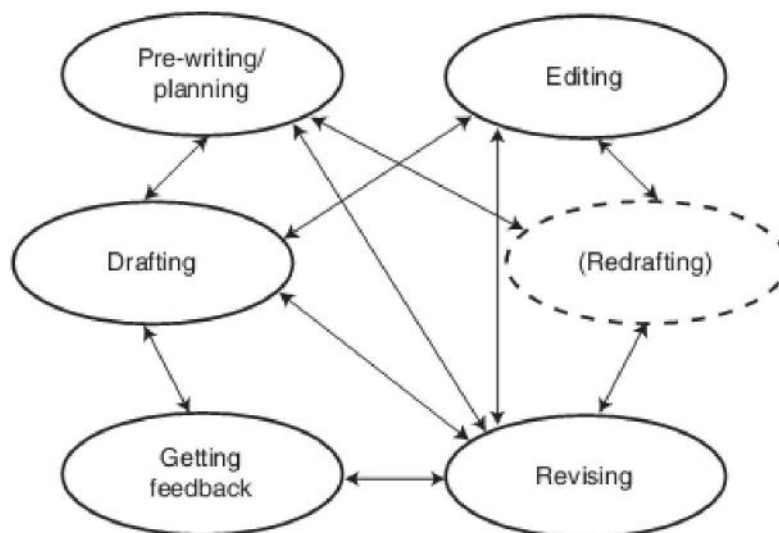 Pre-writing/
planning
Editing
Drafting
(Redrafting)
Getting
feedback
Revising